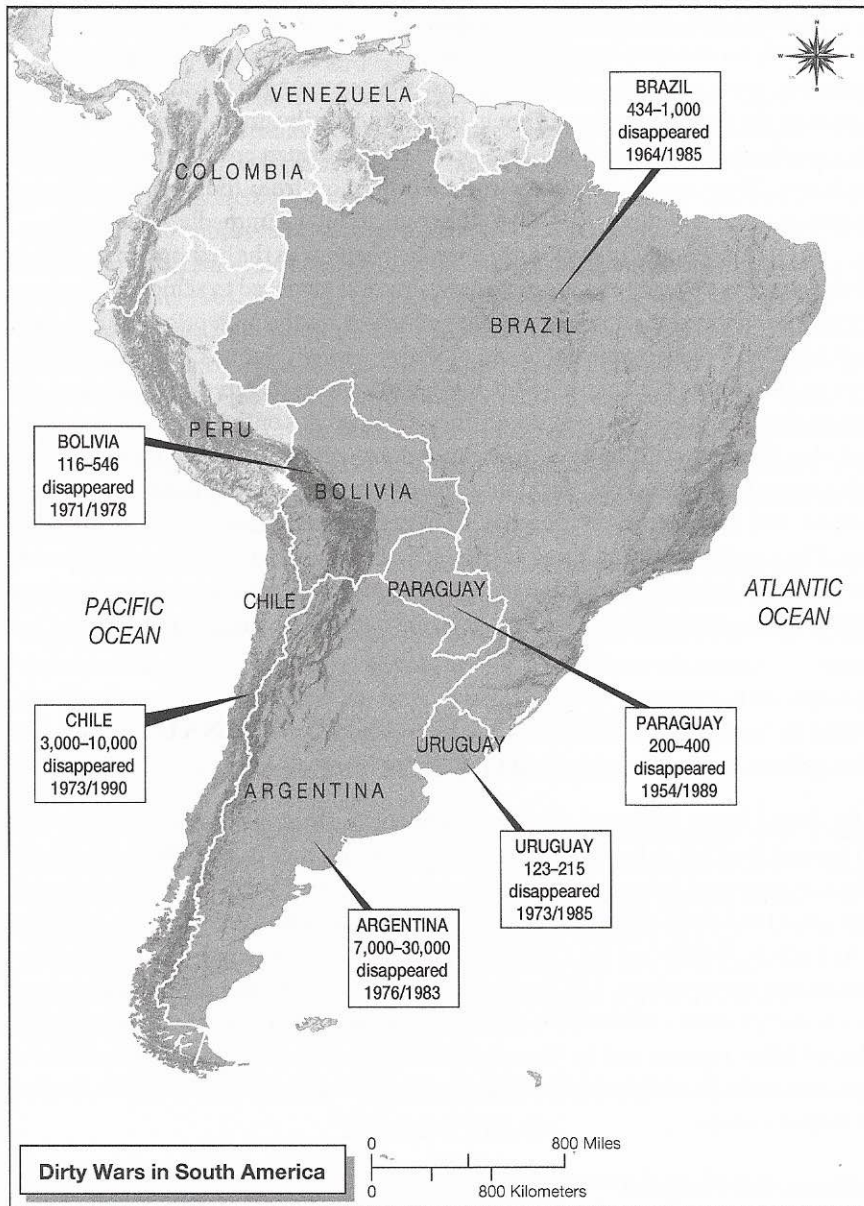 N
W
E
S
VENEZUELA
COLOMBIA
BRAZIL
434–1,000
disappeared
1964/1985
BRAZIL
PERU
BOLIVIA
116–546
disappeared
1971/1978
BOLIVIA
PARAGUAY
CHILE
PACIFIC
OCEAN
ATLANTIC
OCEAN
CHILE
3,000–10,000
disappeared
1973/1990
PARAGUAY
200–400
disappeared
1954/1989
URUGUAY
ARGENTINA
URUGUAY
123–215
disappeared
1973/1985
ARGENTINA
7,000–30,000
disappeared
1976/1983
Dirty Wars in South America
0 800 Miles
0 800 Kilometers